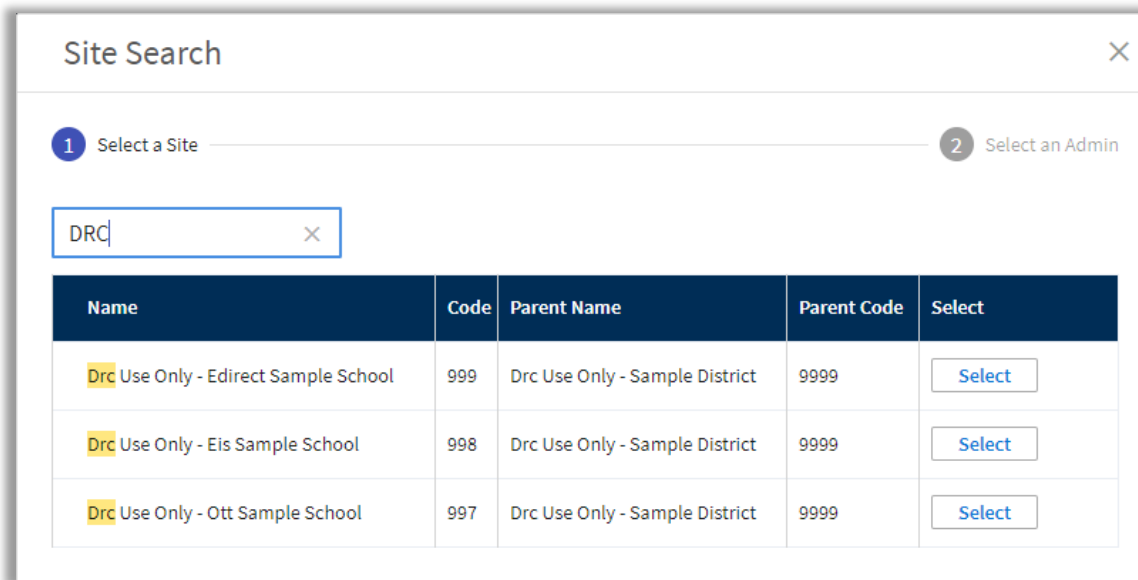 Site Search
1 Select a Site
2 Select an Admin
DRC
Name Code Parent Name Parent Code Select
Drc Use Only - Edirect Sample School 999 Drc Use Only - Sample District 9999 Select
Drc Use Only - Eis Sample School 998 Drc Use Only - Sample District 9999 Select
Drc Use Only - Ott Sample School 997 Drc Use Only - Sample District 9999 Select